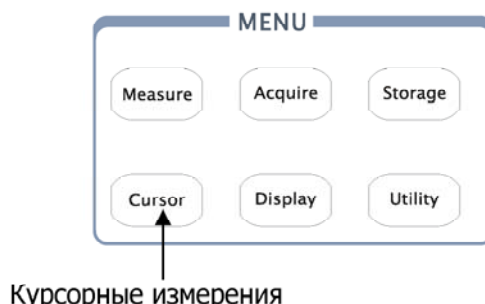 MENU
Measure Acquire Storage
Cursor Display Utility
Курсорные измерения